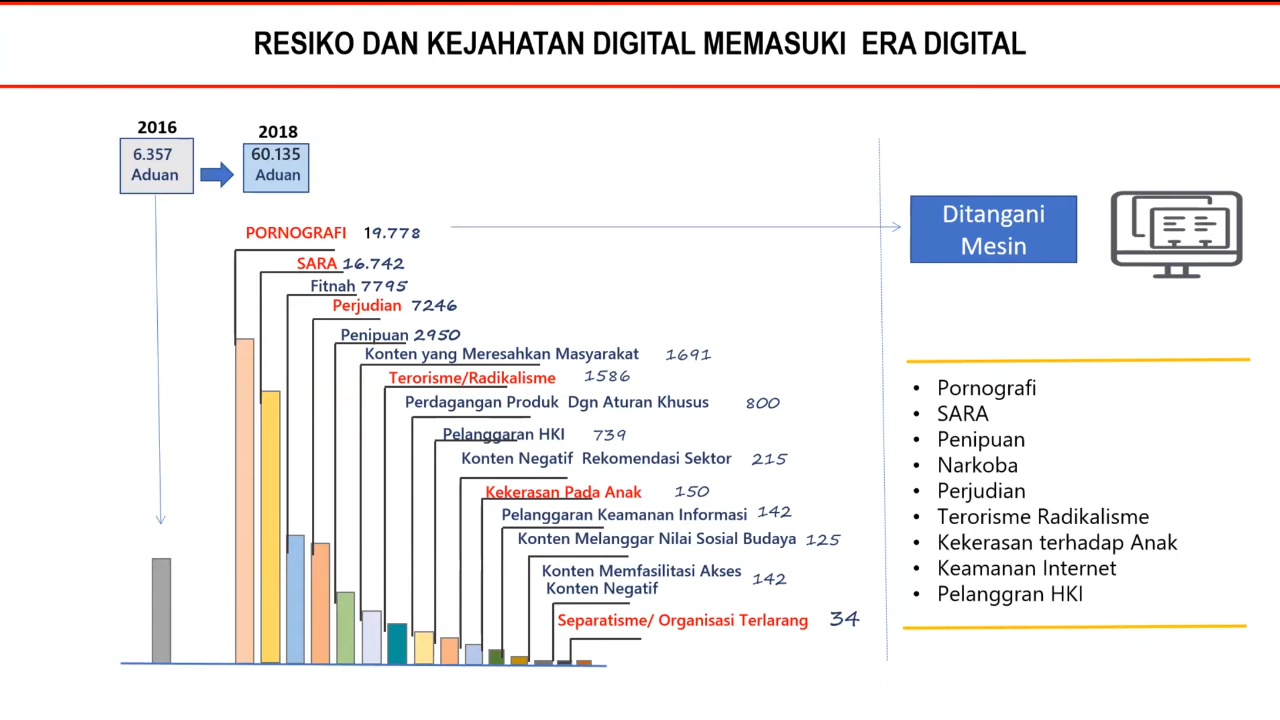 RESIKO DAN KEJAHATAN DIGITAL MEMASUKI ERA DIGITAL
2016
6.357
Aduan
2018
60.135
Aduan
PORNOGRAFI 19.778
SARA 16.742
Fitnah 7795
Perjudian 7246
Penipuan 2950
Konten yang Meresahkan Masyarakat 1691
Terorisme/Radikalisme 1586
Perdagangan Produk Dgn Aturan Khusus 800
Pelanggaran HKI 739
Konten Negatif Rekomendasi Sektor 215
Kekerasan Pada Anak 150
Pelanggaran Keamanan Informasi 142
Konten Melanggar Nilai Sosial Budaya 125
Konten Memfasilitasi Akses
Konten Negatif 142
Separatisme/ Organisasi Terlarang 34
Ditangani
Mesin
• Pornografi
• SARA
• Penipuan
• Narkoba
• Perjudian
• Terorisme Radikalisme
• Kekerasan terhadap Anak
• Keamanan Internet
• Pelanggran HKI